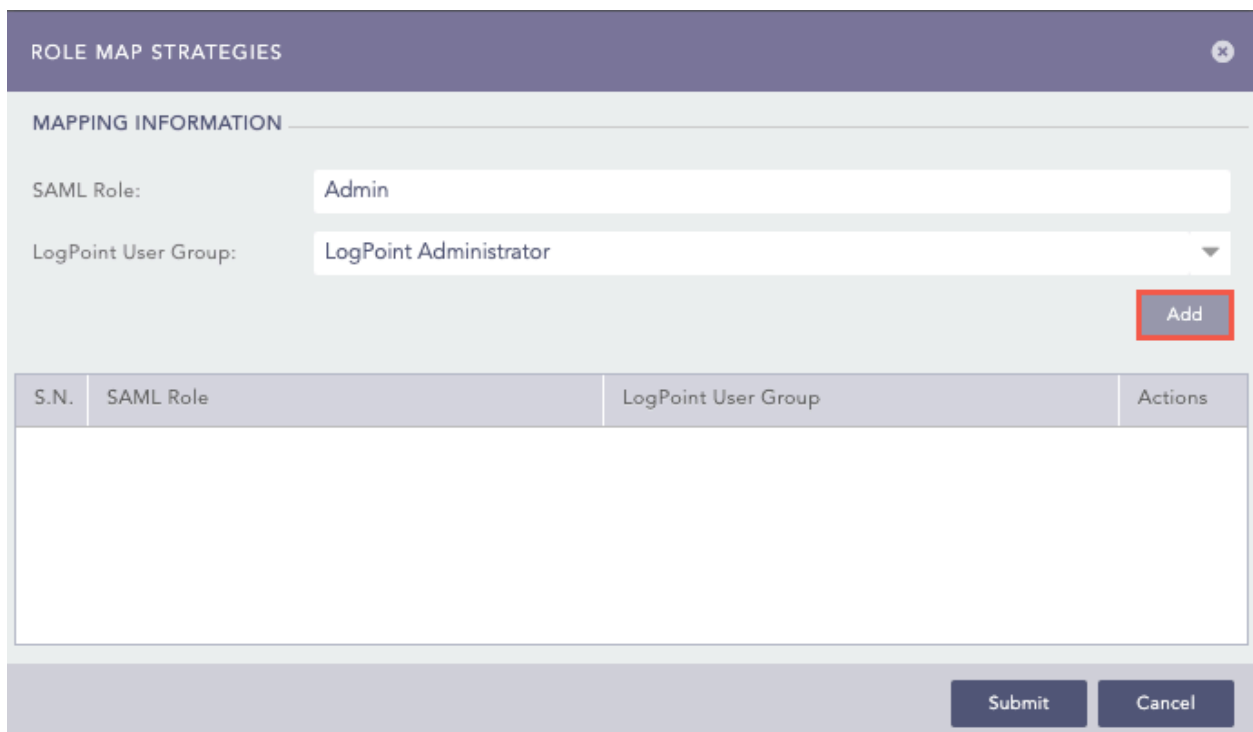 ROLE MAP STRATEGIES
MAPPING INFORMATION
SAML Role: Admin
LogPoint User Group: LogPoint Administrator
Add
S.N. SAML Role LogPoint User Group Actions
Submit Cancel